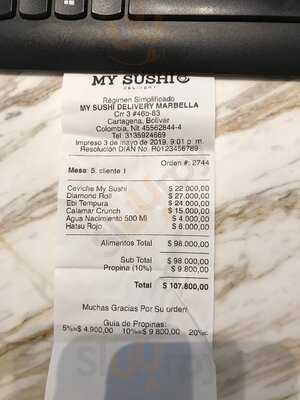 MY SUSHI
DELIVERY
Régimen Simplificado
MY SUSHI DELIVERY MARBELLA
Crr 3 #46b-83
Cartagena, Bolivar
Colombia, Nit 45562844-4
Tel: 3135924669
Impreso 3 de mayo de 2019, 9:01 p. m.
Resolución DIAN No. R0123456789
Orden #: 2744
Mesa: 5, cliente 1
Ceviche My Sushi $ 22.000,00
Diamond Roll $ 27.000,00
Ebi Tempura $ 24.000,00
Calamar Crunch $ 15.000,00
Agua Nacimiento 500 Ml $ 4.000,00
Hatsu Rojo $ 6.000,00
Alimentos Total $ 98.000,00
Sub Total $ 98.000,00
Propina (10%) $ 9.800,00
Total $ 107.800,00
Muchas Gracias Por Su orden!
Guia de Propinas:
5%=$ 4.900,00 10%=$ 9.800,00 20%=